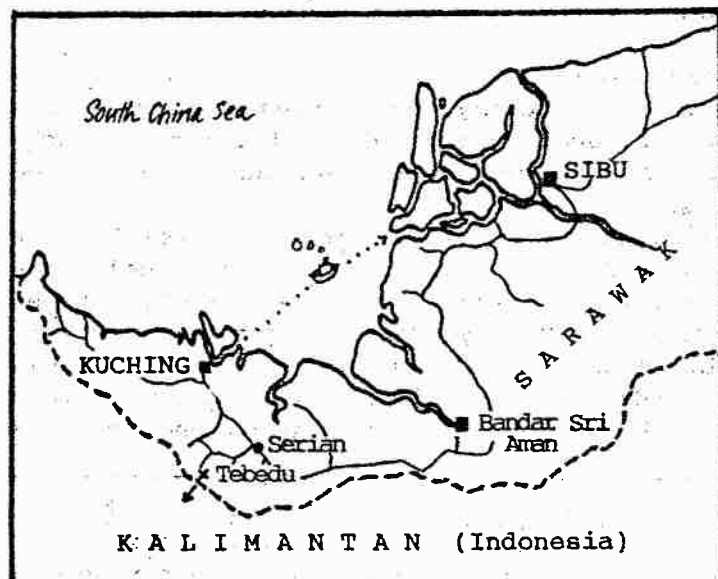 South China Sea
SIBU
SARAWAK
KUCHING
Bandar Sri
Aman
Serian
Tebedu
KALIMANTAN (Indonesia)